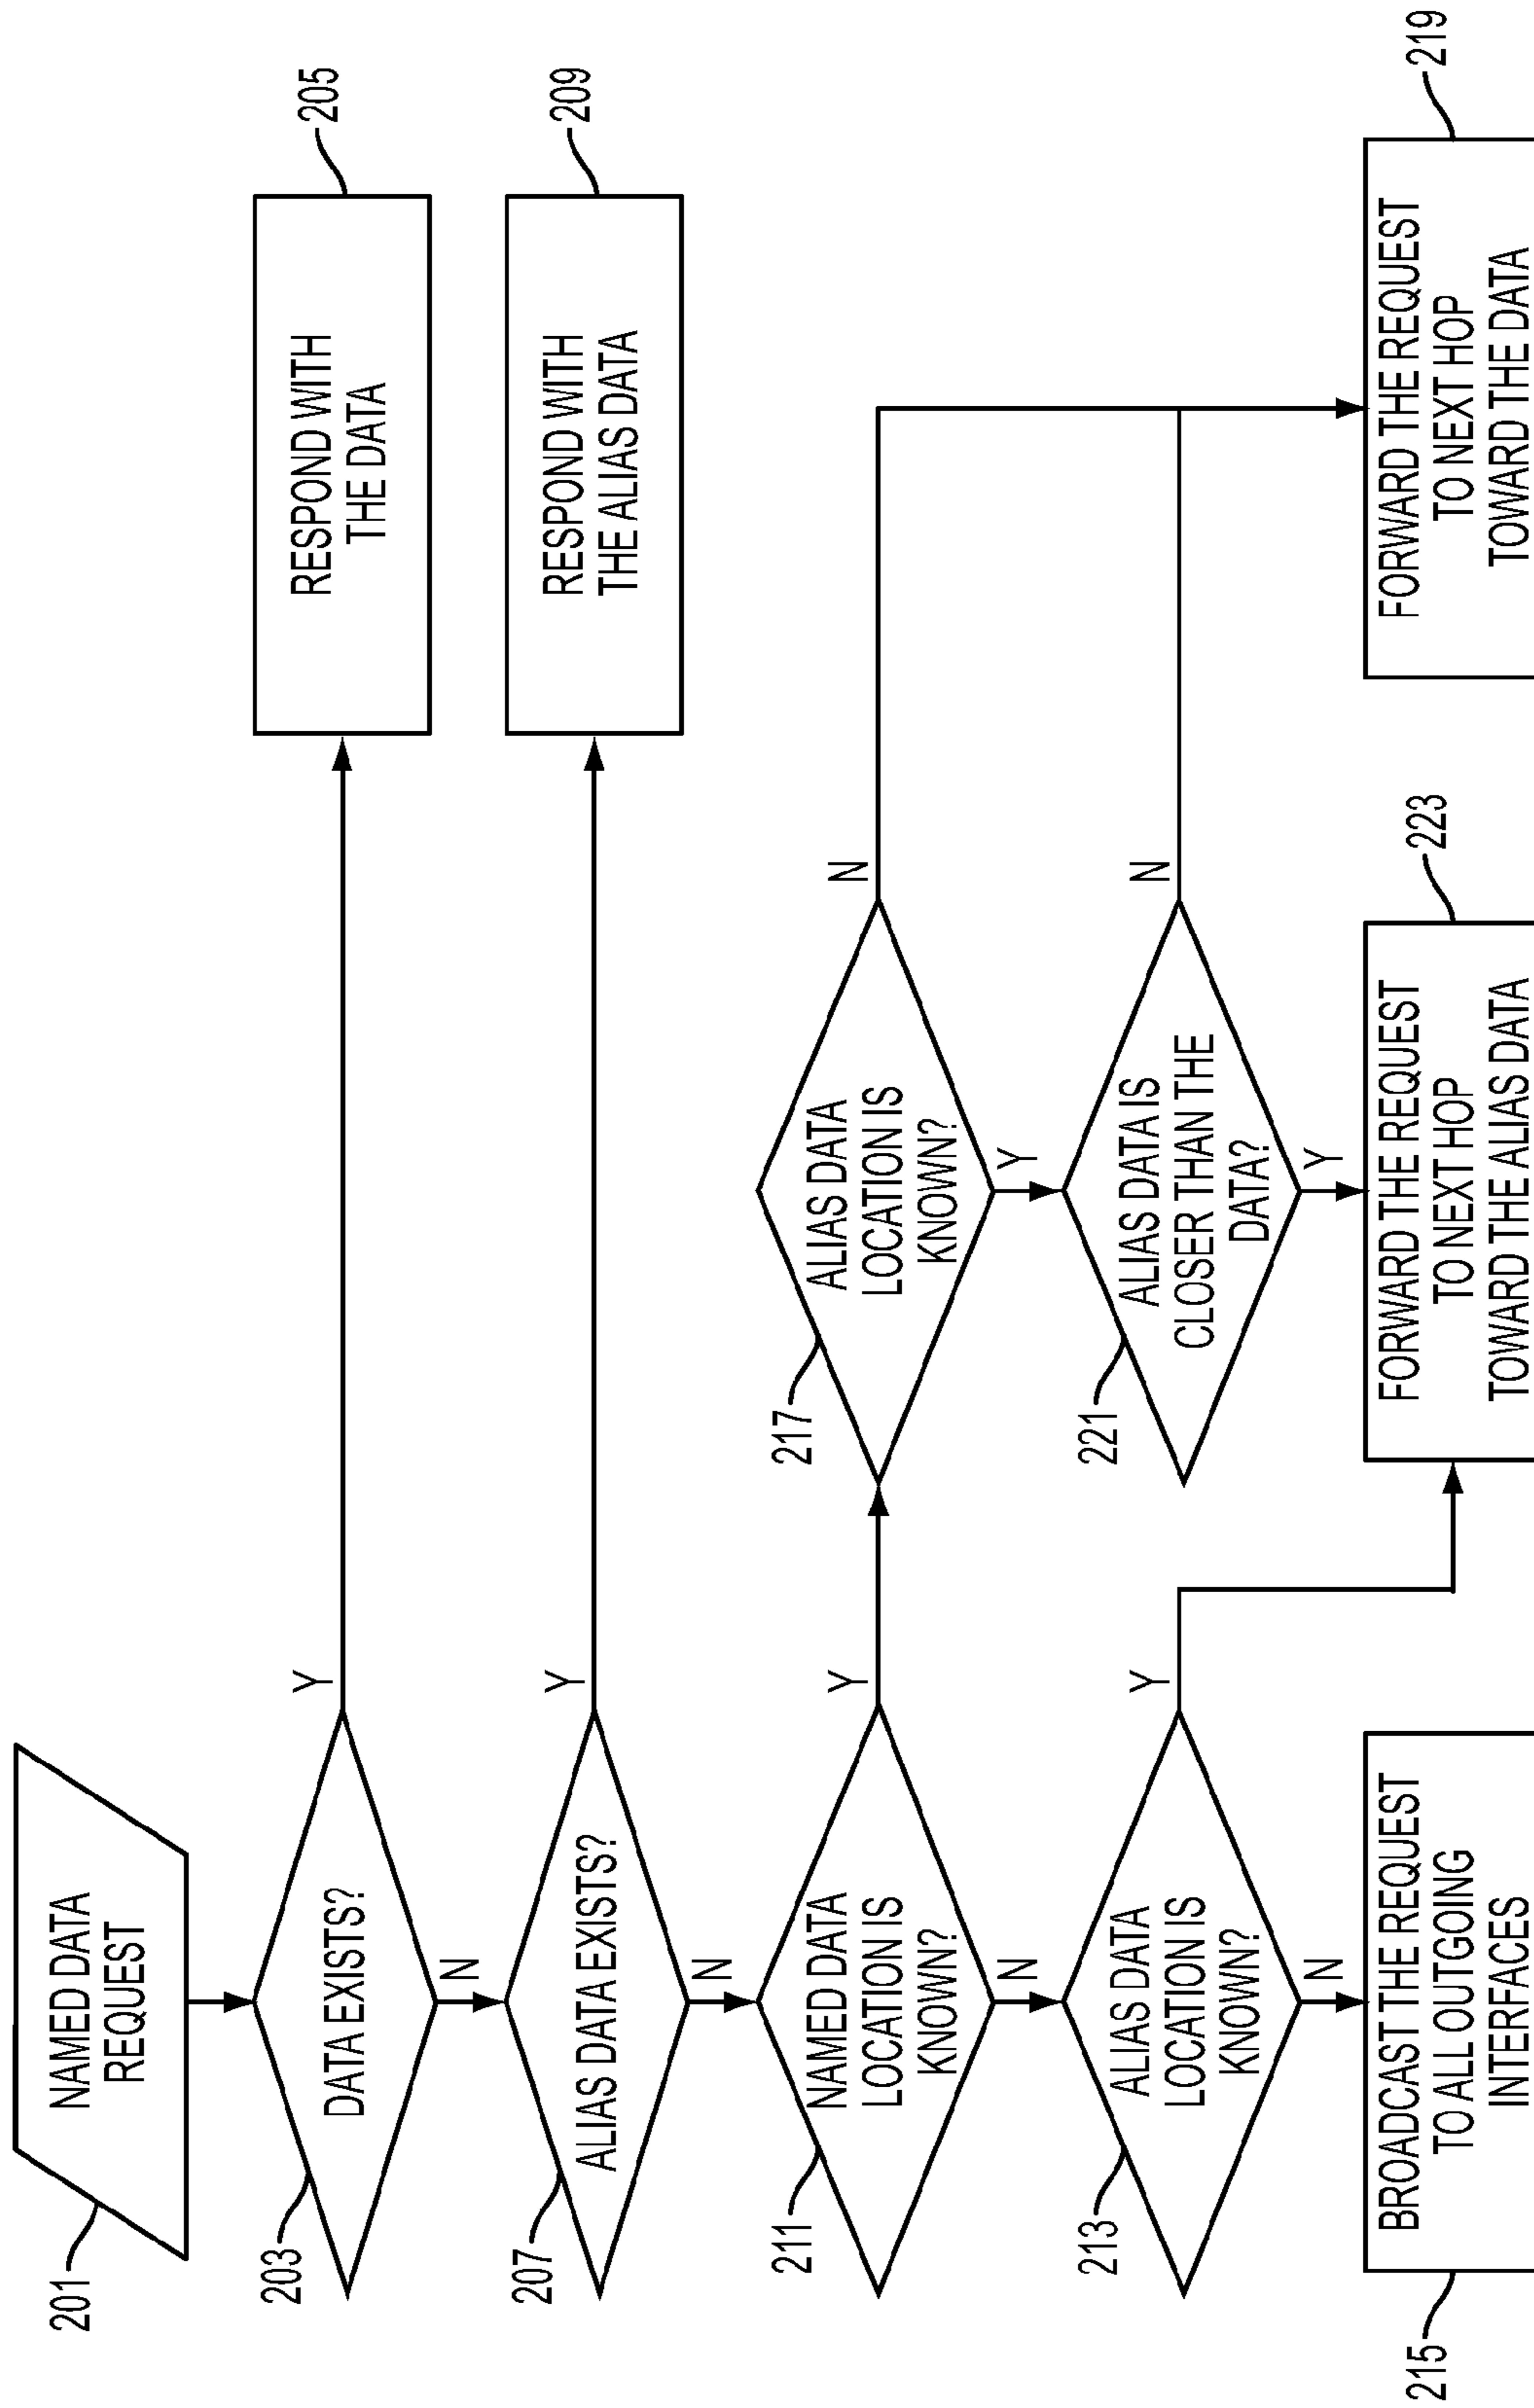 201
NAMED DATA
REQUEST
203
DATA EXISTS?
Y
N
RESPOND WITH
THE DATA
205
207
ALIAS DATA EXISTS?
Y
N
RESPOND WITH
THE ALIAS DATA
209
211
NAMED DATA
LOCATION IS
KNOWN?
Y
N
217
ALIAS DATA
LOCATION IS
KNOWN?
N
Y
213
ALIAS DATA
LOCATION IS
KNOWN?
Y
N
221
ALIAS DATA IS
CLOSER THAN THE
DATA?
N
Y
215
BROADCAST THE REQUEST
TO ALL OUTGOING
INTERFACES
FORWARD THE REQUEST
TO NEXT HOP
TOWARD THE ALIAS DATA
223
FORWARD THE REQUEST
TO NEXT HOP
TOWARD THE DATA
219